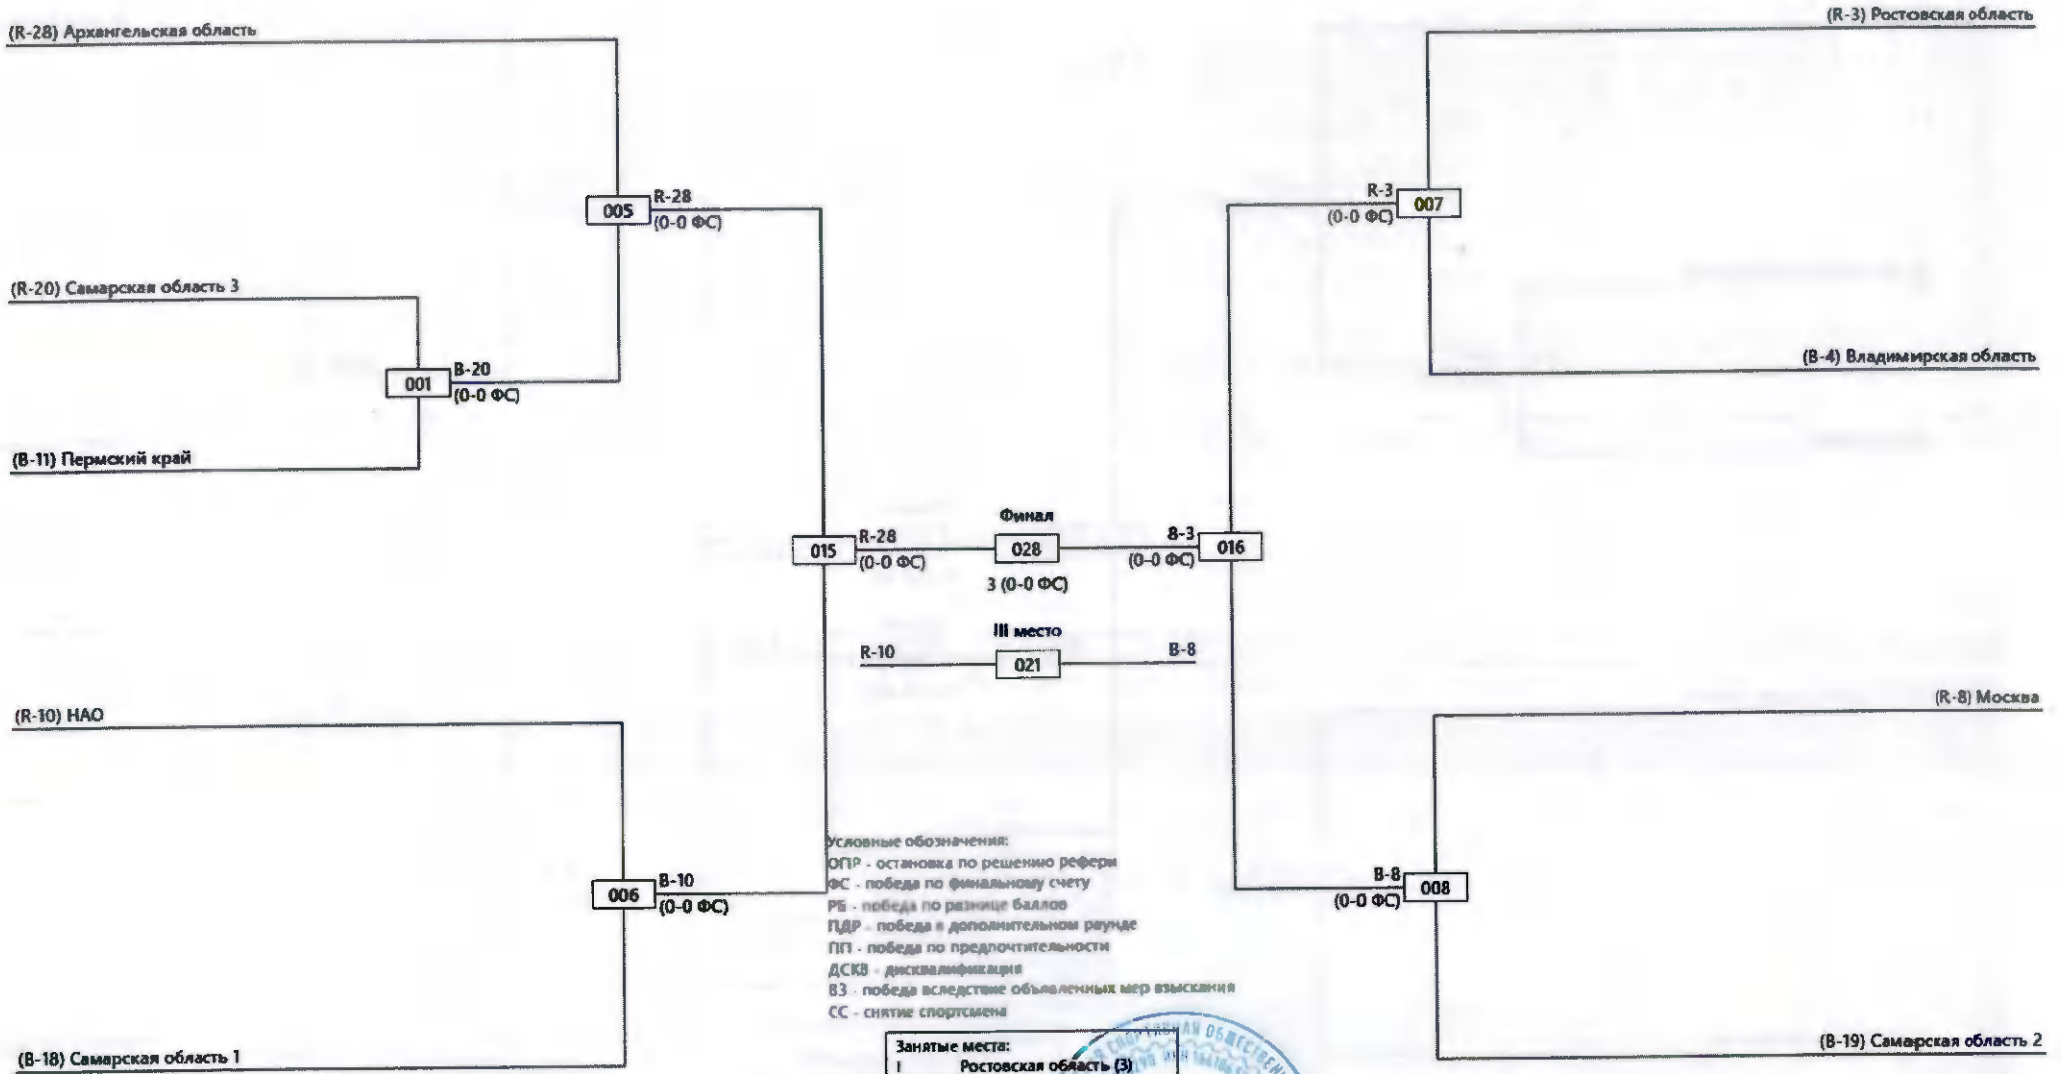 (R-28) Архангельская область
(R-3) Ростовская область
R-28
005
(0-0 ФС)
R-3
007
(0-0 ФС)
(R-20) Самарская область 3
B-20
001
(0-0 ФС)
(B-4) Владимирская область
(B-11) Пермский край
Финал
R-28
015
(0-0 ФС)
028
3 (0-0 ФС)
B-3
016
(0-0 ФС)
III место
R-10
021
B-8
(R-10) НАО
(R-8) Москва
B-10
006
(0-0 ФС)
B-8
008
(0-0 ФС)
Условные обозначения:
ОПР - остановка по решению рефери
ФС - победа по финальному счету
РБ - победа по разнице баллов
ПДР - победа в дополнительном раунде
ПП - победа по предпочтительности
ДСКВ - дисквалификация
ВЗ - победа вследствие объявленных мер взыскания
СС - снятие спортсмена
(B-18) Самарская область 1
(B-19) Самарская область 2
Занятые места:
I Ростовская область (3)